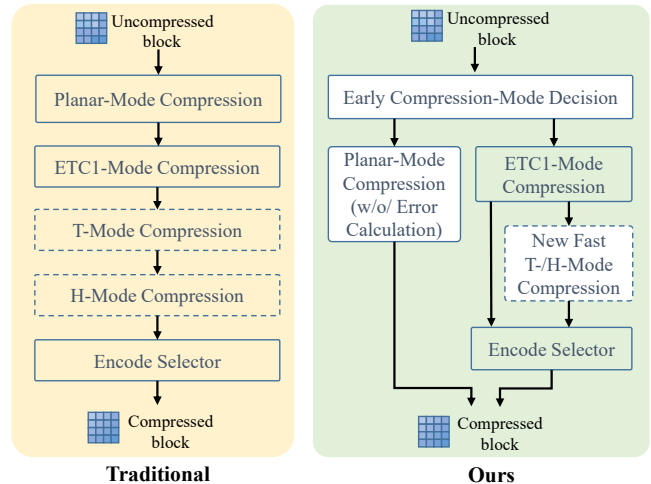 Uncompressed
block
Planar-Mode Compression
ETC1-Mode Compression
T-Mode Compression
H-Mode Compression
Encode Selector
Compressed
block
Traditional
Uncompressed
block
Early Compression-Mode Decision
Planar-Mode
Compression
(w/o/ Error
Calculation)
ETC1-Mode
Compression
New Fast
T-/H-Mode
Compression
Encode Selector
Compressed
block
Ours